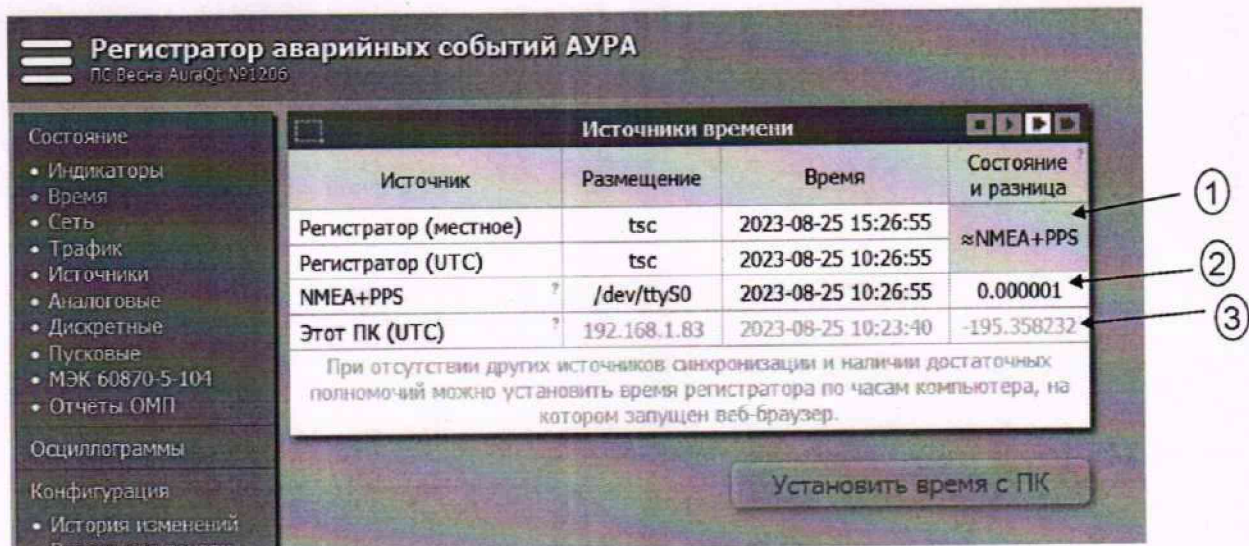 Регистратор аварийных событий АУРА
ПС Весна AuraQt №1206
Состояние
• Индикаторы
• Время
• Сеть
• Трафик
• Источники
• Аналоговые
• Дискретные
• Пусковые
• МЭК 60870-5-104
• Отчёты ОМП
Осциллограммы
Конфигурация
• История изменений
Источники времени
Источник Размещение Время Состояние и разница ?
Регистратор (местное) tsc 2023-08-25 15:26:55 ≈NMEA+PPS
Регистратор (UTC) tsc 2023-08-25 10:26:55
NMEA+PPS ? /dev/ttyS0 2023-08-25 10:26:55 0.000001
Этот ПК (UTC) ? 192.168.1.83 2023-08-25 10:23:40 -195.358232
При отсутствии других источников синхронизации и наличии достаточных
полномочий можно установить время регистратора по часам компьютера, на
котором запущен веб-браузер.
Установить время с ПК
1
2
3